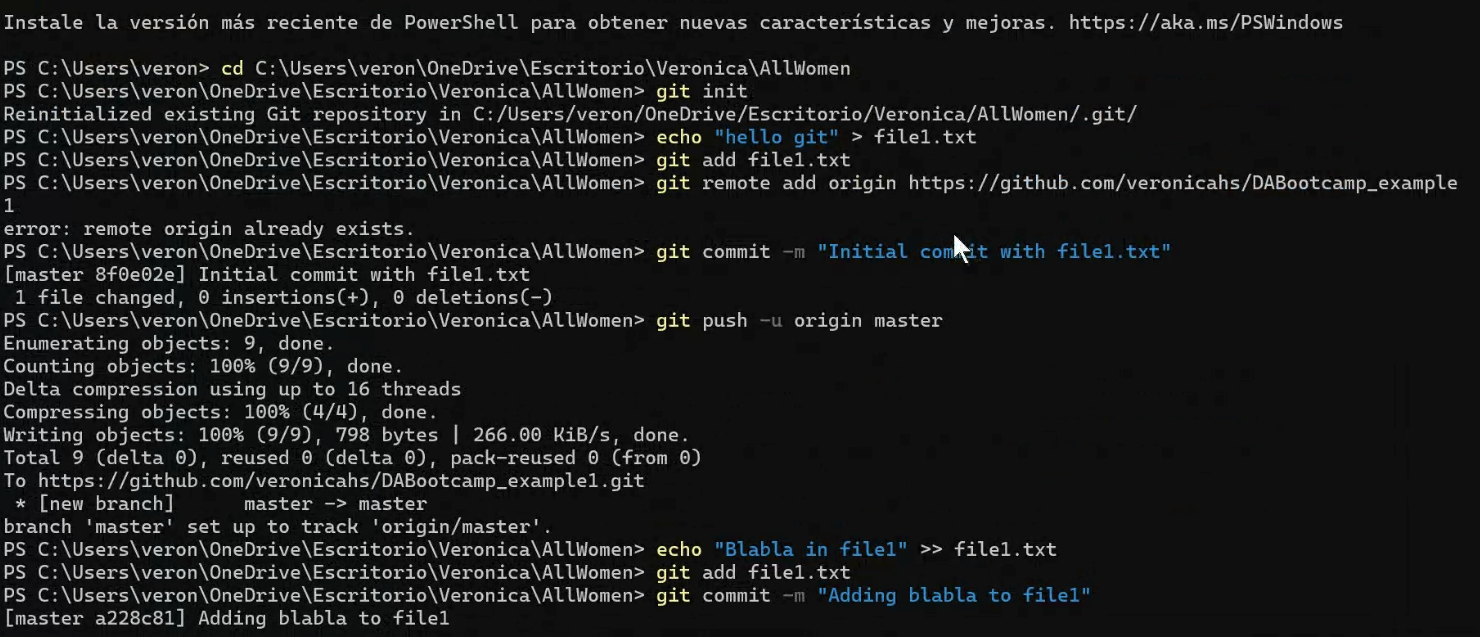 Instale la versión más reciente de PowerShell para obtener nuevas características y mejoras. https://aka.ms/PSWindows
PS C:\Users\veron> cd C:\Users\veron\OneDrive\Escritorio\Veronica\AllWomen
PS C:\Users\veron\OneDrive\Escritorio\Veronica\AllWomen> git init
Reinitialized existing Git repository in C:/Users/veron/OneDrive/Escritorio/Veronica/AllWomen/.git/
PS C:\Users\veron\OneDrive\Escritorio\Veronica\AllWomen> echo "hello git" > file1.txt
PS C:\Users\veron\OneDrive\Escritorio\Veronica\AllWomen> git add file1.txt
PS C:\Users\veron\OneDrive\Escritorio\Veronica\AllWomen> git remote add origin https://github.com/veronicahs/DABootcamp_example
1
error: remote origin already exists.
PS C:\Users\veron\OneDrive\Escritorio\Veronica\AllWomen> git commit -m "Initial commit with file1.txt"
[master 8f0e02e] Initial commit with file1.txt
1 file changed, 0 insertions(+), 0 deletions(-)
PS C:\Users\veron\OneDrive\Escritorio\Veronica\AllWomen> git push -u origin master
Enumerating objects: 9, done.
Counting objects: 100% (9/9), done.
Delta compression using up to 16 threads
Compressing objects: 100% (4/4), done.
Writing objects: 100% (9/9), 798 bytes | 266.00 KiB/s, done.
Total 9 (delta 0), reused 0 (delta 0), pack-reused 0 (from 0)
To https://github.com/veronicahs/DABootcamp_example1.git
* [new branch]      master -> master
branch 'master' set up to track 'origin/master'.
PS C:\Users\veron\OneDrive\Escritorio\Veronica\AllWomen> echo "Blabla in file1" >> file1.txt
PS C:\Users\veron\OneDrive\Escritorio\Veronica\AllWomen> git add file1.txt
PS C:\Users\veron\OneDrive\Escritorio\Veronica\AllWomen> git commit -m "Adding blabla to file1"
[master a228c81] Adding blabla to file1